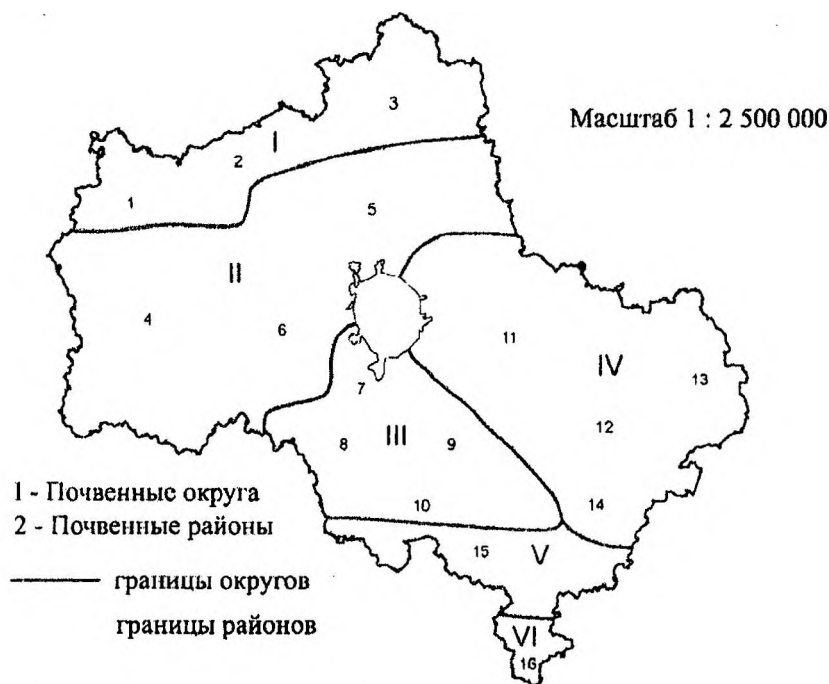 3
Масштаб 1 : 2 500 000
I
2
1
5
II
4
6
11
IV
13
7
12
8
III
9
10
14
1 - Почвенные округа
2 - Почвенные районы
15
V
границы округов
границы районов
VI
16